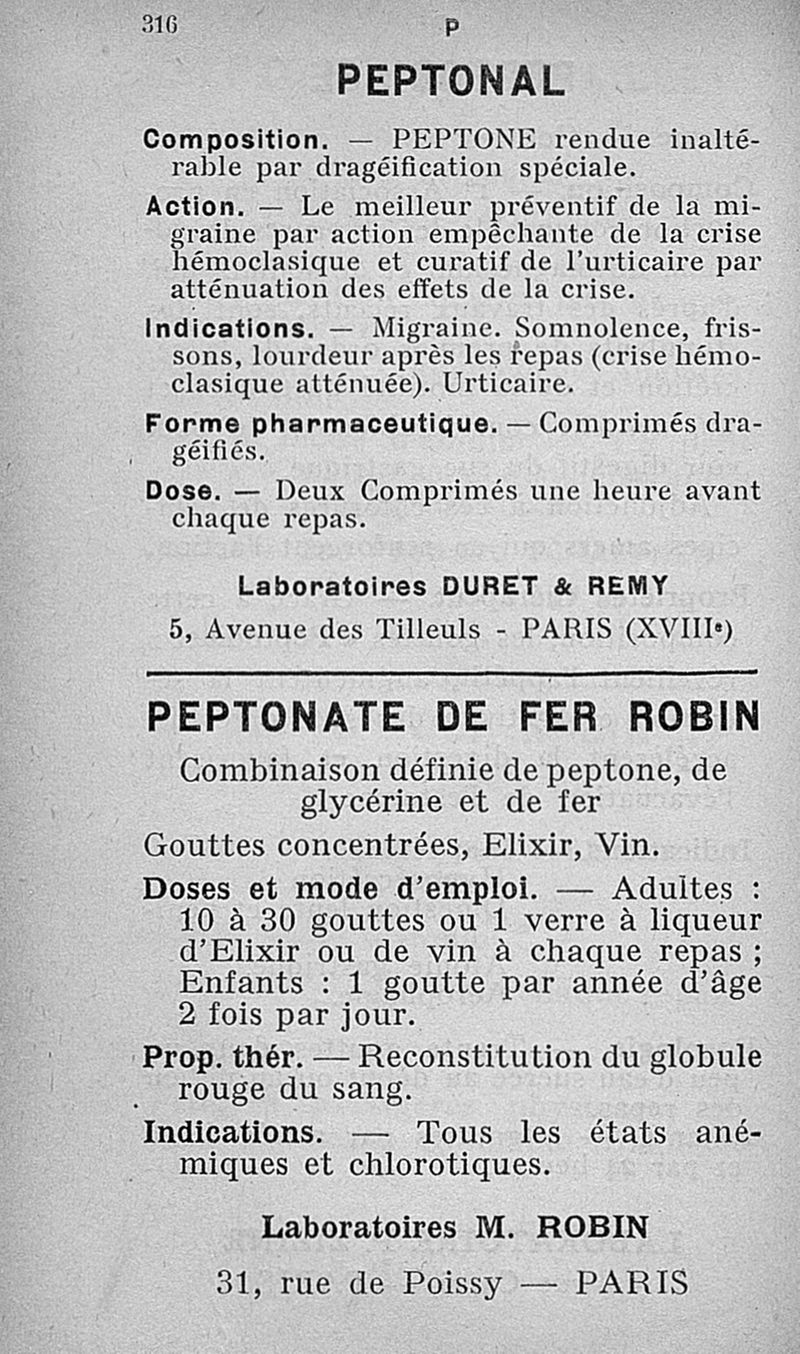 316
P
PEPTONAL
Composition. — PEPTONE rendue inalté-
rable par dragéification spéciale.
Action. — Le meilleur préventif de la mi-
graine par action empêchante de la crise
hémoclasique et curatif de l'urticaire par
atténuation des effets de la crise.
Indications. — Migraine. Somnolence, fris-
sons, lourdeur après les repas (crise hémo-
clasique atténuée). Urticaire.
Forme pharmaceutique. — Comprimés dra-
géifiés.
Dose. — Deux Comprimés une heure avant
chaque repas.
Laboratoires DURET & REMY
5, Avenue des Tilleuls - PARIS (XVIIIe)
PEPTONATE DE FER ROBIN
Combinaison définie de peptone, de
glycérine et de fer
Gouttes concentrées, Elixir, Vin.
Doses et mode d'emploi. — Adultes :
10 à 30 gouttes ou 1 verre à liqueur
d'Elixir ou de vin à chaque repas ;
Enfants : 1 goutte par année d'âge
2 fois par jour.
Prop. thér. — Reconstitution du globule
rouge du sang.
Indications. — Tous les états ané-
miques et chlorotiques.
Laboratoires M. ROBIN
31, rue de Poissy — PARIS